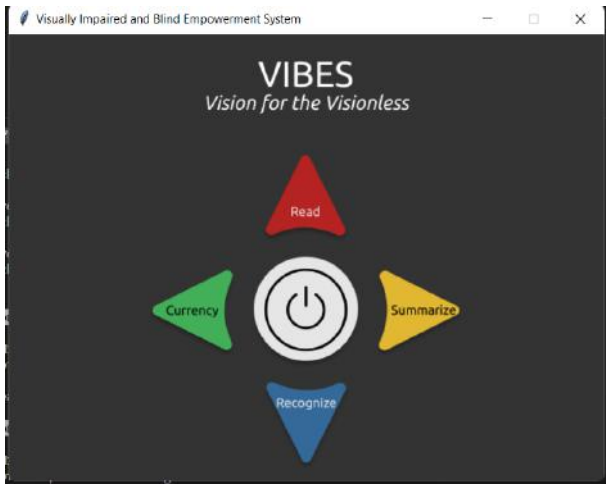 Visually Impaired and Blind Empowerment System
VIBES
Vision for the Visionless
Read
Currency
Summarize
Recognize